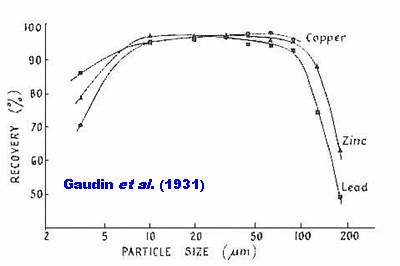 100
90
80
70
60
50
RECOVERY (%)
Copper
Zinc
Lead
Gaudin et al. (1931)
2 5 10 20 50 100 200
PARTICLE SIZE (μm)